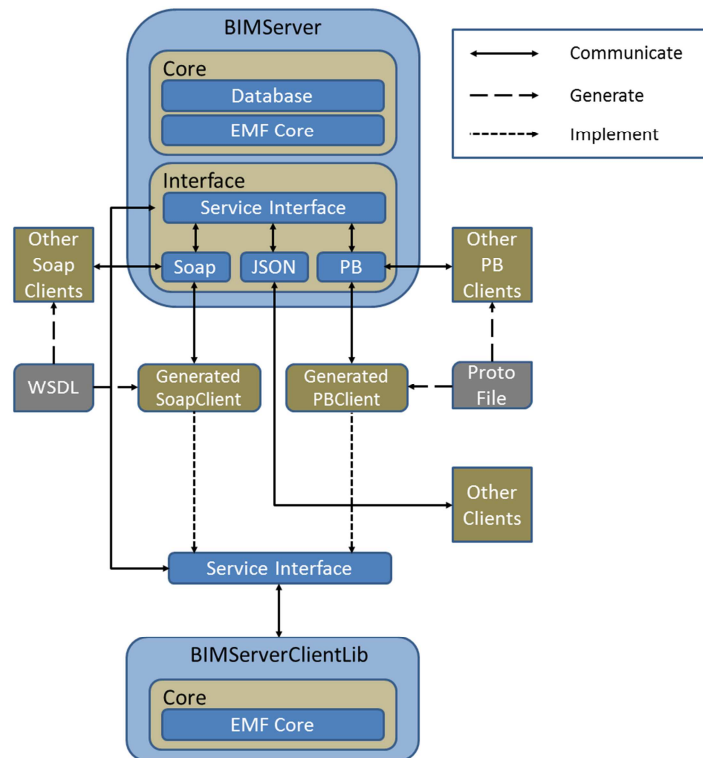 BIMServer
Core
Database
EMF Core
Interface
Service Interface
Soap
JSON
PB
Communicate
Generate
Implement
Other
Soap
Clients
Other
PB
Clients
WSDL
Generated
SoapClient
Generated
PBClient
Proto
File
Other
Clients
Service Interface
BIMServerClientLib
Core
EMF Core